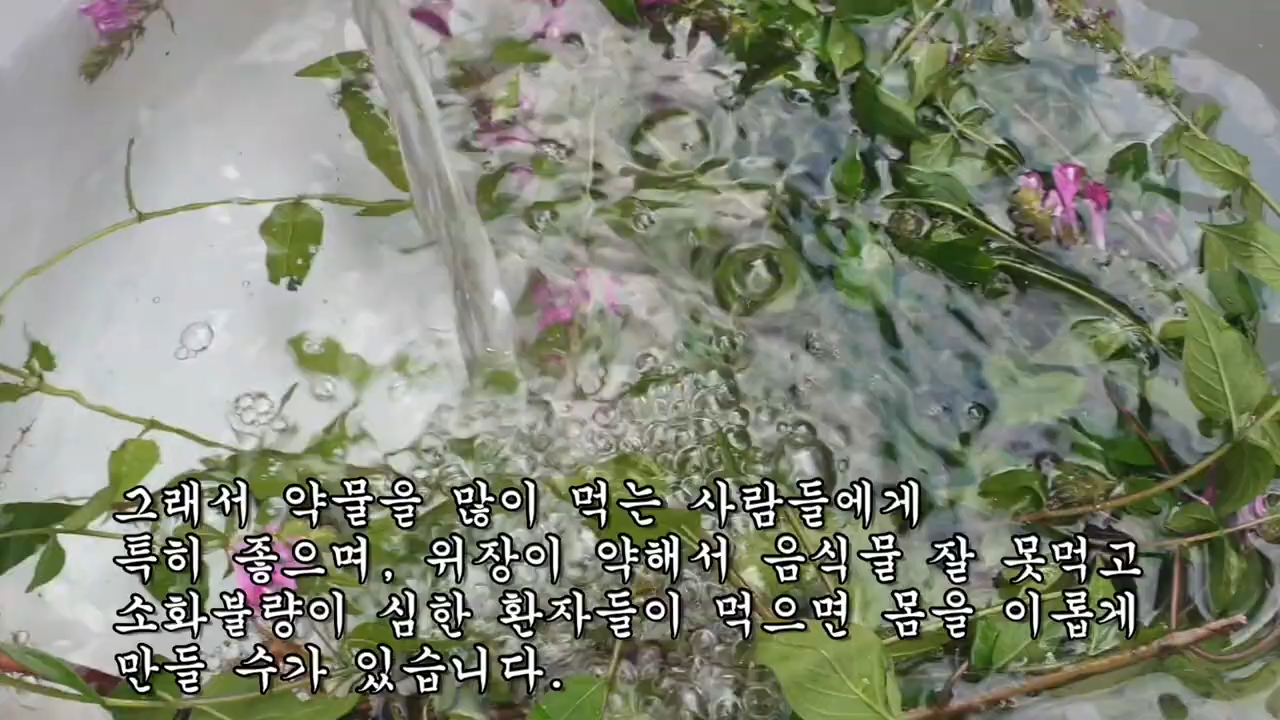 그래서 약물을 많이 먹는 사람들에게
특히 좋으며, 위장이 약해서 음식물 잘 못먹고
소화불량이 심한 환자들이 먹으면 몸을 이롭게
만들 수가 있습니다.